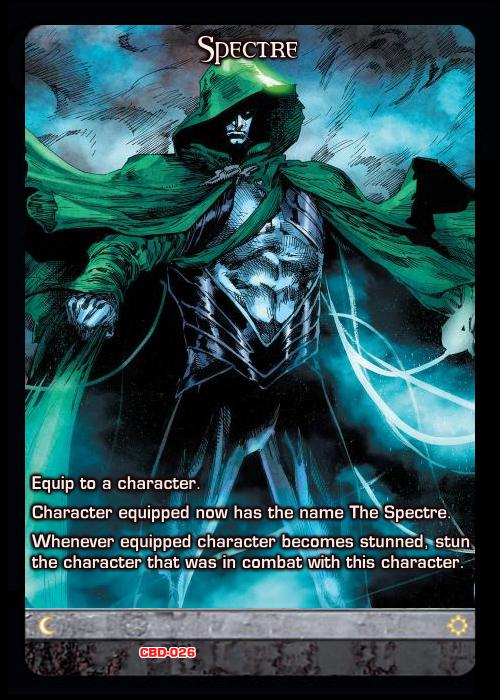 Spectre
Equip to a character.
Character equipped now has the name The Spectre.
Whenever equipped character becomes stunned, stun
the character that was in combat with this character.
CBD-026